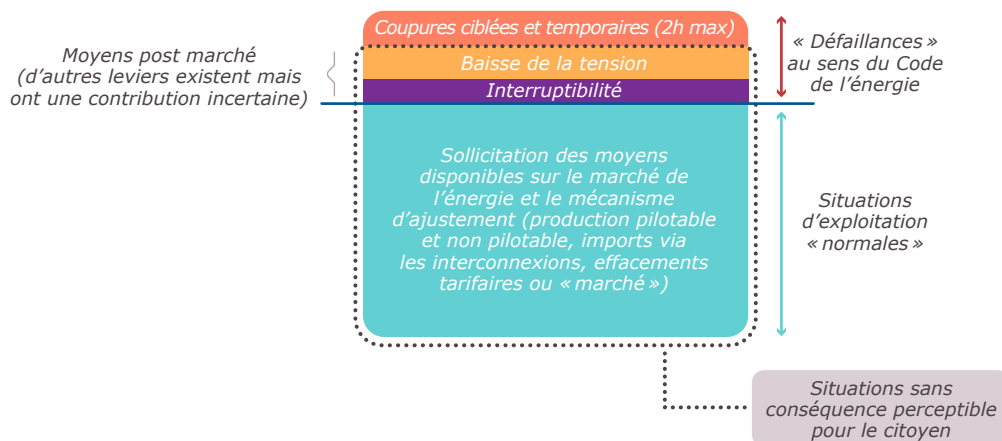 Coupures ciblées et temporaires (2h max)
Baisse de la tension
Interruptibilité
Moyens post marché
(d'autres leviers existent mais
ont une contribution incertaine)
« Défaillances »
au sens du Code
de l'énergie
Sollicitation des moyens
disponibles sur le marché de
l'énergie et le mécanisme
d'ajustement (production pilotable
et non pilotable, imports via
les interconnexions, effacements
tarifaires ou « marché »)
Situations
d'exploitation
« normales »
Situations sans
conséquence perceptible
pour le citoyen